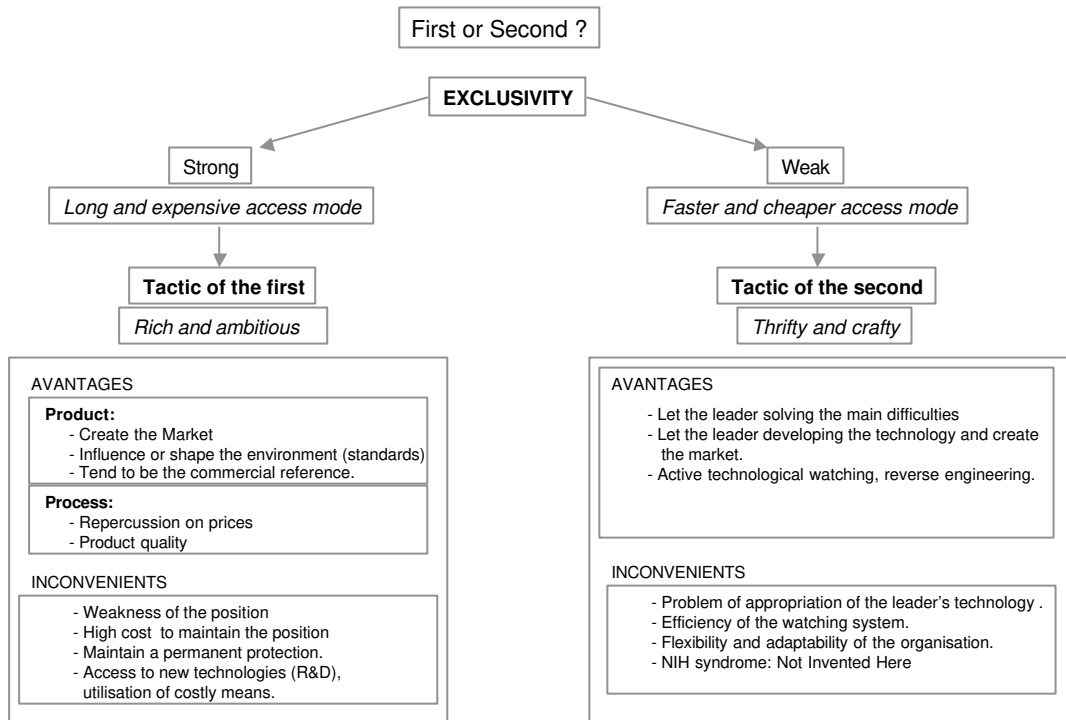 First or Second ?
EXCLUSIVITY
Strong
Long and expensive access mode
Tactic of the first
Rich and ambitious
AVANTAGES
Product:
- Create the Market
- Influence or shape the environment (standards)
- Tend to be the commercial reference.
Process:
- Repercussion on prices
- Product quality
INCONVENIENTS
- Weakness of the position
- High cost to maintain the position
- Maintain a permanent protection.
- Access to new technologies (R&D),
utilisation of costly means.
Weak
Faster and cheaper access mode
Tactic of the second
Thrifty and crafty
AVANTAGES
- Let the leader solving the main difficulties
- Let the leader developing the technology and create
the market.
- Active technological watching, reverse engineering.
INCONVENIENTS
- Problem of appropriation of the leader's technology .
- Efficiency of the watching system.
- Flexibility and adaptability of the organisation.
- NIH syndrome: Not Invented Here